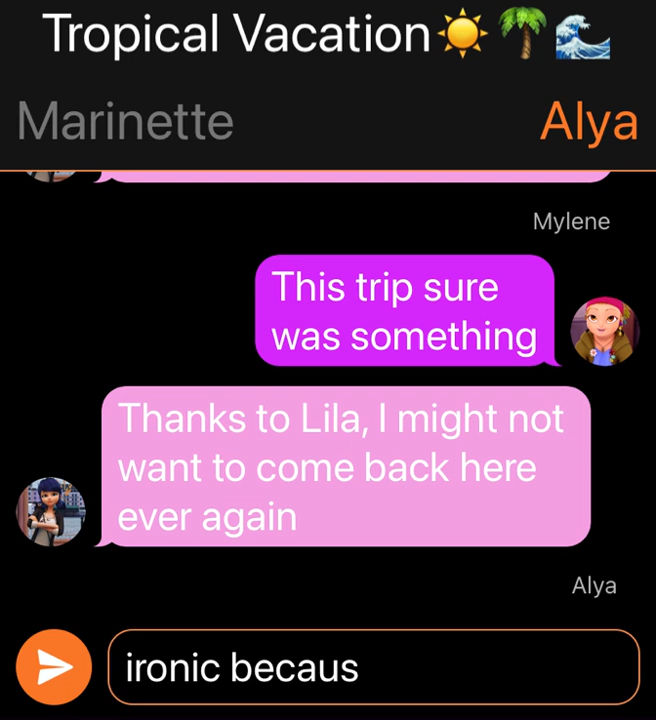 Tropical Vacation☀️🌴🌊
Marinette Alya
Mylene
This trip sure
was something
Thanks to Lila, I might not
want to come back here
ever again
Alya
ironic becaus